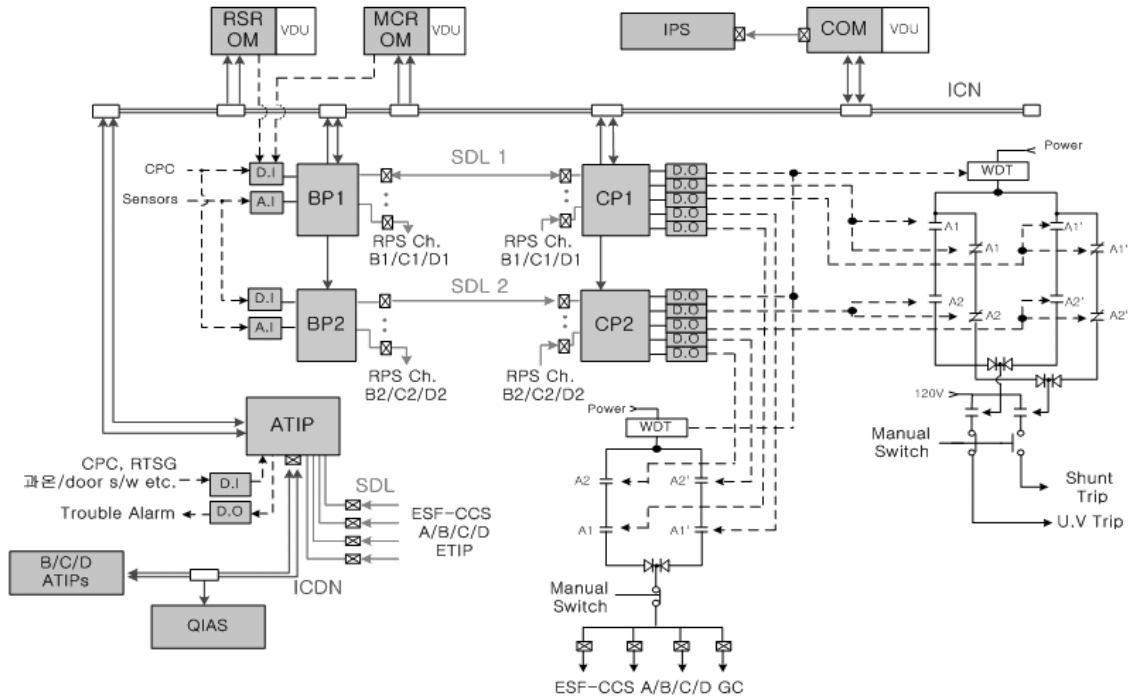 RSR
OM
VDU
MCR
OM
VDU
IPS
COM
VDU
ICN
CPC
D.I
Sensors
A.I
BP1
SDL 1
CP1
D.O
D.O
D.O
D.O
D.O
RPS Ch.
B1/C1/D1
RPS Ch.
B1/C1/D1
Power
WDT
A1
A1
A1'
A1'
D.I
A.I
BP2
SDL 2
CP2
D.O
D.O
D.O
D.O
D.O
RPS Ch.
B2/C2/D2
RPS Ch.
B2/C2/D2
A2
A2
A2'
A2'
120V
Manual
Switch
Shunt
Trip
U.V Trip
ATIP
CPC, RTSG
과온/door s/w etc.
D.I
Trouble Alarm
D.O
SDL
ESF-CCS
A/B/C/D
ETIP
Power
WDT
A2
A2'
A1
A1'
Manual
Switch
B/C/D
ATIPs
ICDN
QIAS
ESF-CCS A/B/C/D GC